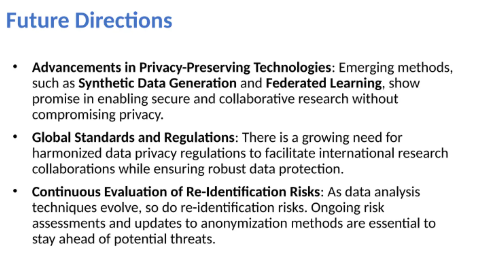 Future Directions
• Advancements in Privacy-Preserving Technologies: Emerging methods,
such as Synthetic Data Generation and Federated Learning, show
promise in enabling secure and collaborative research without
compromising privacy.
• Global Standards and Regulations: There is a growing need for
harmonized data privacy regulations to facilitate international research
collaborations while ensuring robust data protection.
• Continuous Evaluation of Re-Identification Risks: As data analysis
techniques evolve, so do re-identification risks. Ongoing risk
assessments and updates to anonymization methods are essential to
stay ahead of potential threats.